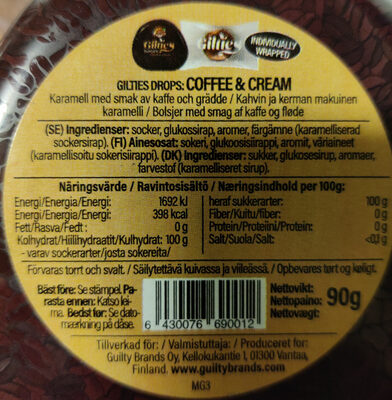 Gilties
Gilties
INDIVIDUALLY
WRAPPED
GILTIES DROPS: COFFEE & CREAM
Karamell med smak av kaffe och grädde / Kahvin ja kerman makuinen
karamelli / Bolsjer med smag af kaffe og fløde
(SE) Ingredienser: socker, glukossirap, aromer, färgämne (karamelliserad
sockersirap). (FI) Ainesosat: sokeri, glukoosisiirappi, aromit, väriaineet
(karamellisoitu sokerisiirappi). (DK) Ingredienser: sukker, glukosesirup, aromaer,
farvestof (karamelliseret sirup).
Näringsvärde / Ravintosisältö / Næringsindhold per 100g:
Energi/Energia/Energi: 1692 kJ
Energi/Energia/Energi: 398 kcal
Fett/Rasva/Fedt : 0 g
Kolhydrat/Hiilihydraatit/Kulhydrat: 100 g
- varav sockerarter/josta sokereita/
heraf sukkerarter: 100 g
Fiber/Kuitu/fiber: 0 g
Protein/Proteiini/Protein: 0 g
Salt/Suola/Salt: <0,1 g
Förvaras torrt och svalt. / Säilytettävä kuivassa ja viileässä. / Opbevares tørt og køligt.
Bäst före: Se stämpel. Pa-
rasta ennen: Katso lei-
ma. Bedst før: Se dato-
mærkning på dåse.
6 430076 690012
Nettovikt:
Nettopaino: 90g
Nettovægt:
Tillverkad för: / Valmistuttaja: / Produceret for:
Guilty Brands Oy, Kellokukantie 1, 01300 Vantaa,
Finland. www.guiltybrands.com
MG3